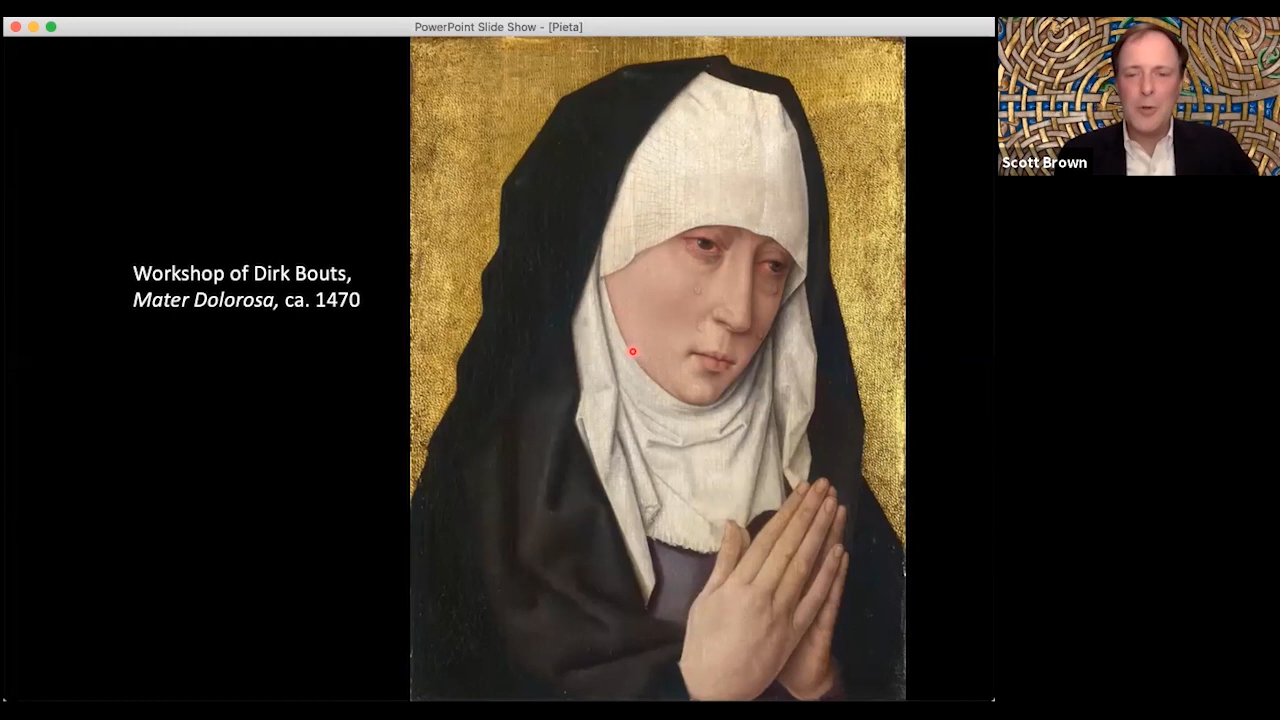 PowerPoint Slide Show - [Pieta]
Workshop of Dirk Bouts,
Mater Dolorosa, ca. 1470
Scott Brown